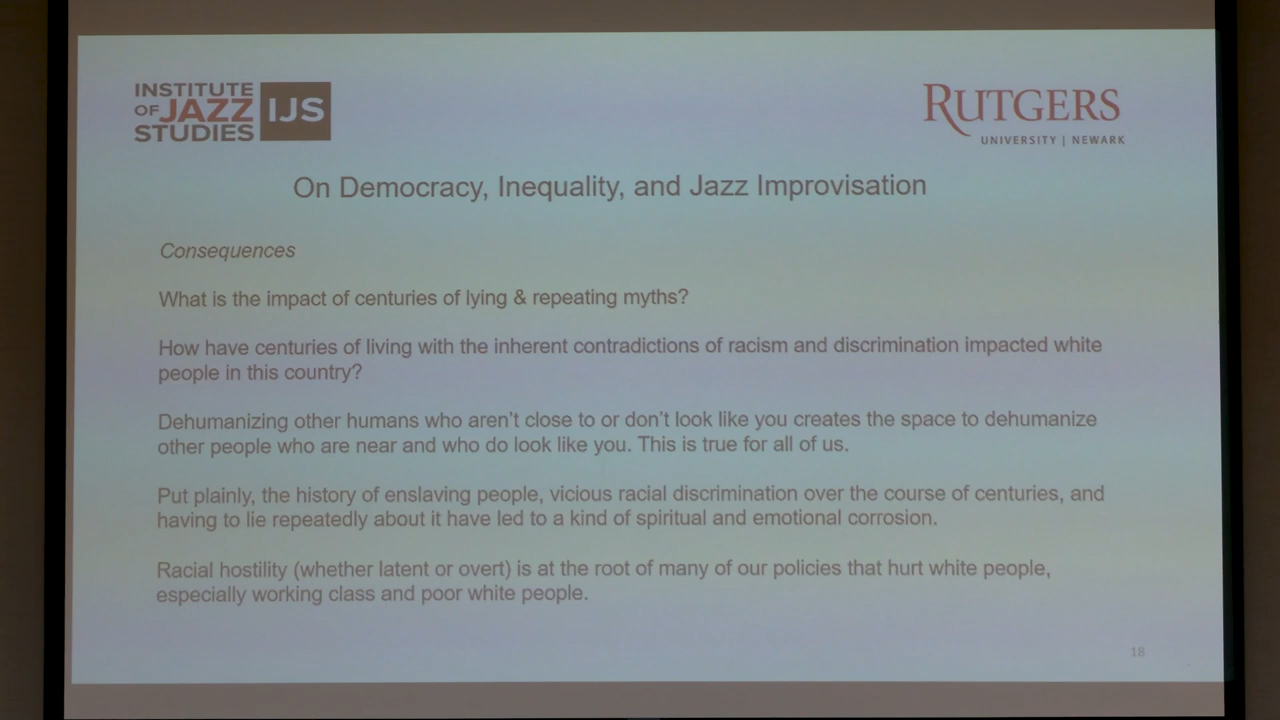 INSTITUTE
OF JAZZ
STUDIES
IJS
RUTGERS
UNIVERSITY | NEWARK
On Democracy, Inequality, and Jazz Improvisation
Consequences
What is the impact of centuries of lying & repeating myths?
How have centuries of living with the inherent contradictions of racism and discrimination impacted white
people in this country?
Dehumanizing other humans who aren't close to or don't look like you creates the space to dehumanize
other people who are near and who do look like you. This is true for all of us.
Put plainly, the history of enslaving people, vicious racial discrimination over the course of centuries, and
having to lie repeatedly about it have led to a kind of spiritual and emotional corrosion.
Racial hostility (whether latent or overt) is at the root of many of our policies that hurt white people,
especially working class and poor white people.
18